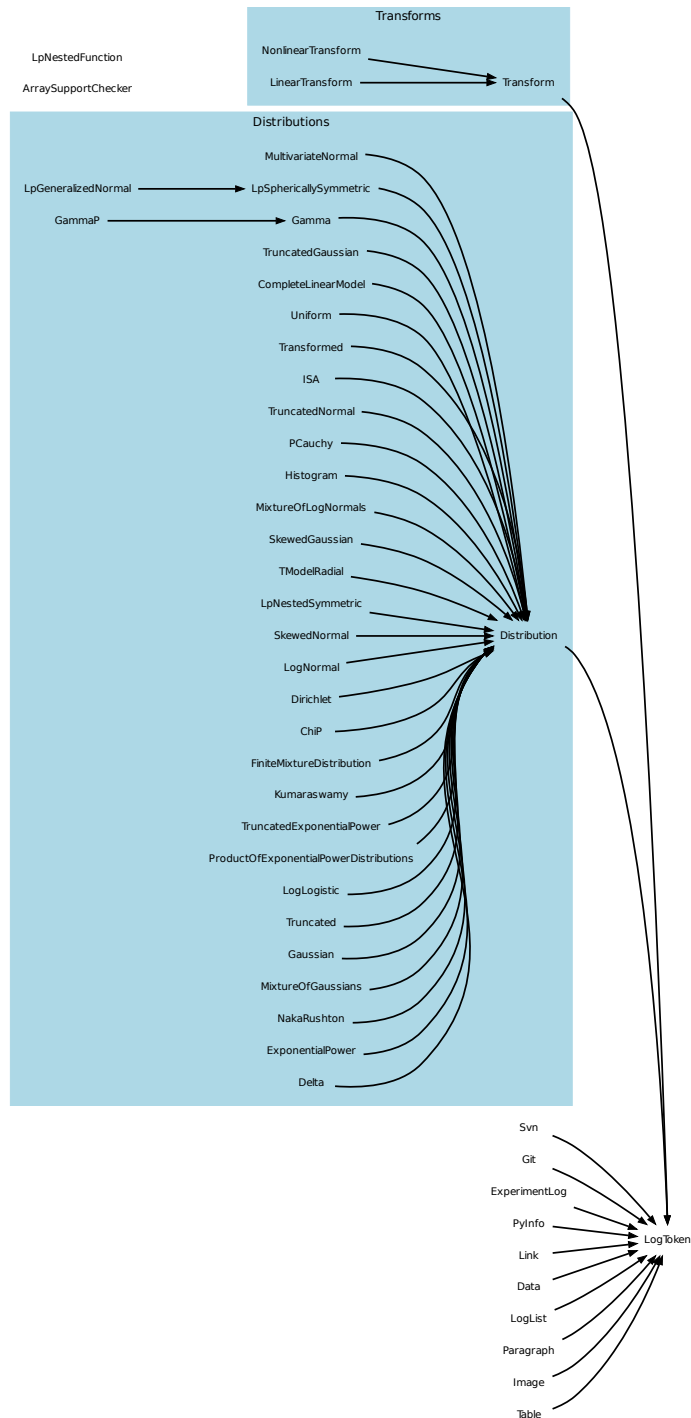 Transforms
LpNestedFunction
ArraySupportChecker
NonlinearTransform
LinearTransform
Transform
Distributions
MultivariateNormal
LpGeneralizedNormal
LpSphericallySymmetric
GammaP
Gamma
TruncatedGaussian
CompleteLinearModel
Uniform
Transformed
ISA
TruncatedNormal
PCauchy
Histogram
MixtureOfLogNormals
SkewedGaussian
TModelRadial
LpNestedSymmetric
SkewedNormal
Distribution
LogNormal
Dirichlet
ChiP
FiniteMixtureDistribution
Kumaraswamy
TruncatedExponentialPower
ProductOfExponentialPowerDistributions
LogLogistic
Truncated
Gaussian
MixtureOfGaussians
NakaRushton
ExponentialPower
Delta
Svn
Git
ExperimentLog
PyInfo
LogToken
Link
Data
LogList
Paragraph
Image
Table